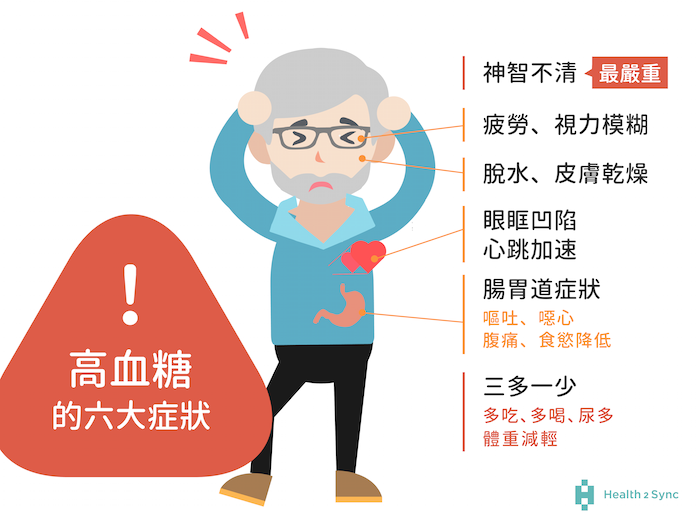 神智不清 最嚴重
疲勞、視力模糊
脫水、皮膚乾燥
眼眶凹陷
心跳加速
腸胃道症狀
嘔吐、噁心
腹痛、食慾降低
三多一少
多吃、多喝、尿多
體重減輕
!
高血糖
的六大症狀
Health 2 Sync